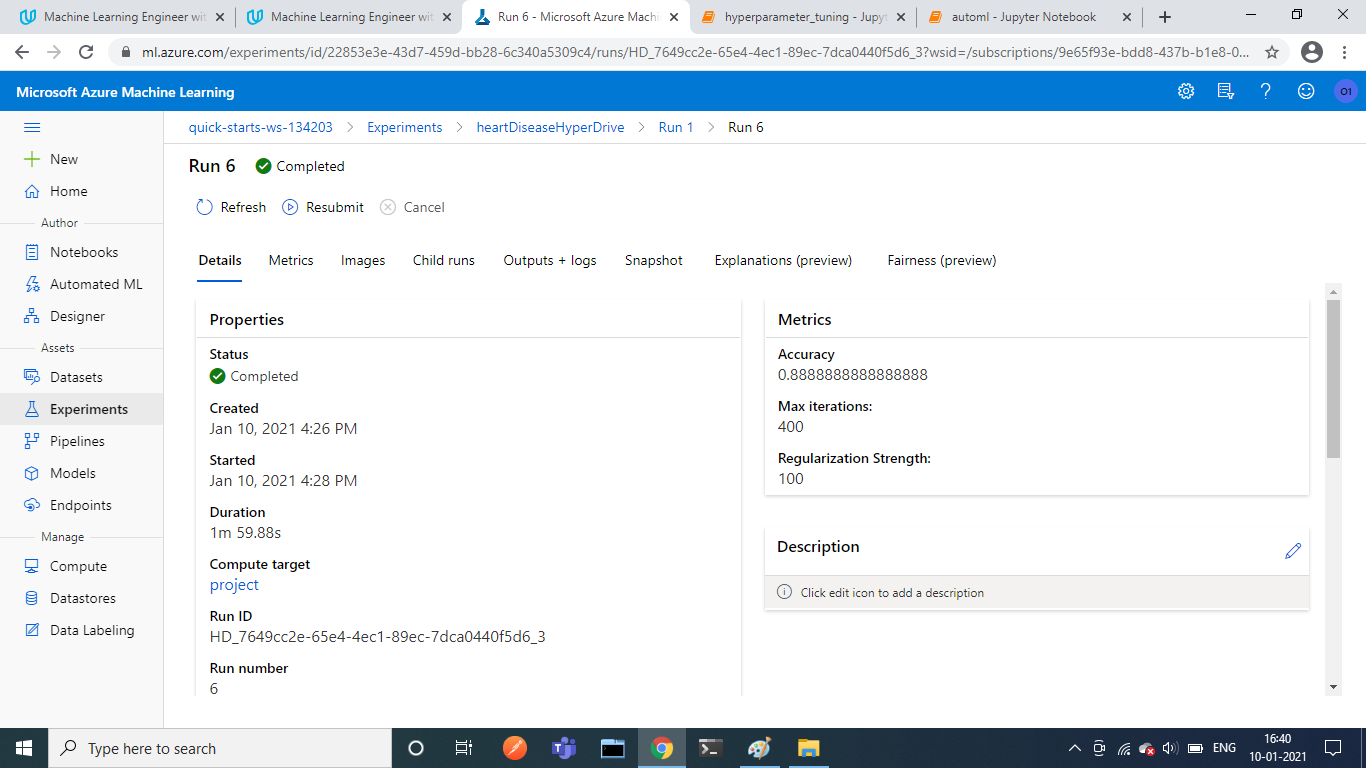 Machine Learning Engineer wit
Machine Learning Engineer wit
Run 6 - Microsoft Azure Machi
hyperparameter_tuning - Jupyt
automl - Jupyter Notebook
ml.azure.com/experiments/id/22853e3e-43d7-459d-bb28-6c340a5309c4/runs/HD_7649cc2e-65e4-4ec1-89ec-7dca0440f5d6_3?wsid=/subscriptions/9e65f93e-bdd8-437b-b1e8-0...
Microsoft Azure Machine Learning
O1
New
Home
Author
Notebooks
Automated ML
Designer
Assets
Datasets
Experiments
Pipelines
Models
Endpoints
Manage
Compute
Datastores
Data Labeling
quick-starts-ws-134203 > Experiments > heartDiseaseHyperDrive > Run 1 > Run 6
Run 6 Completed
Refresh Resubmit Cancel
Details Metrics Images Child runs Outputs + logs Snapshot Explanations (preview) Fairness (preview)
Properties
Status
Completed
Created
Jan 10, 2021 4:26 PM
Started
Jan 10, 2021 4:28 PM
Duration
1m 59.88s
Compute target
project
Run ID
HD_7649cc2e-65e4-4ec1-89ec-7dca0440f5d6_3
Run number
6
Metrics
Accuracy
0.8888888888888888
Max iterations:
400
Regularization Strength:
100
Description
Click edit icon to add a description
Type here to search
ENG
16:40
10-01-2021